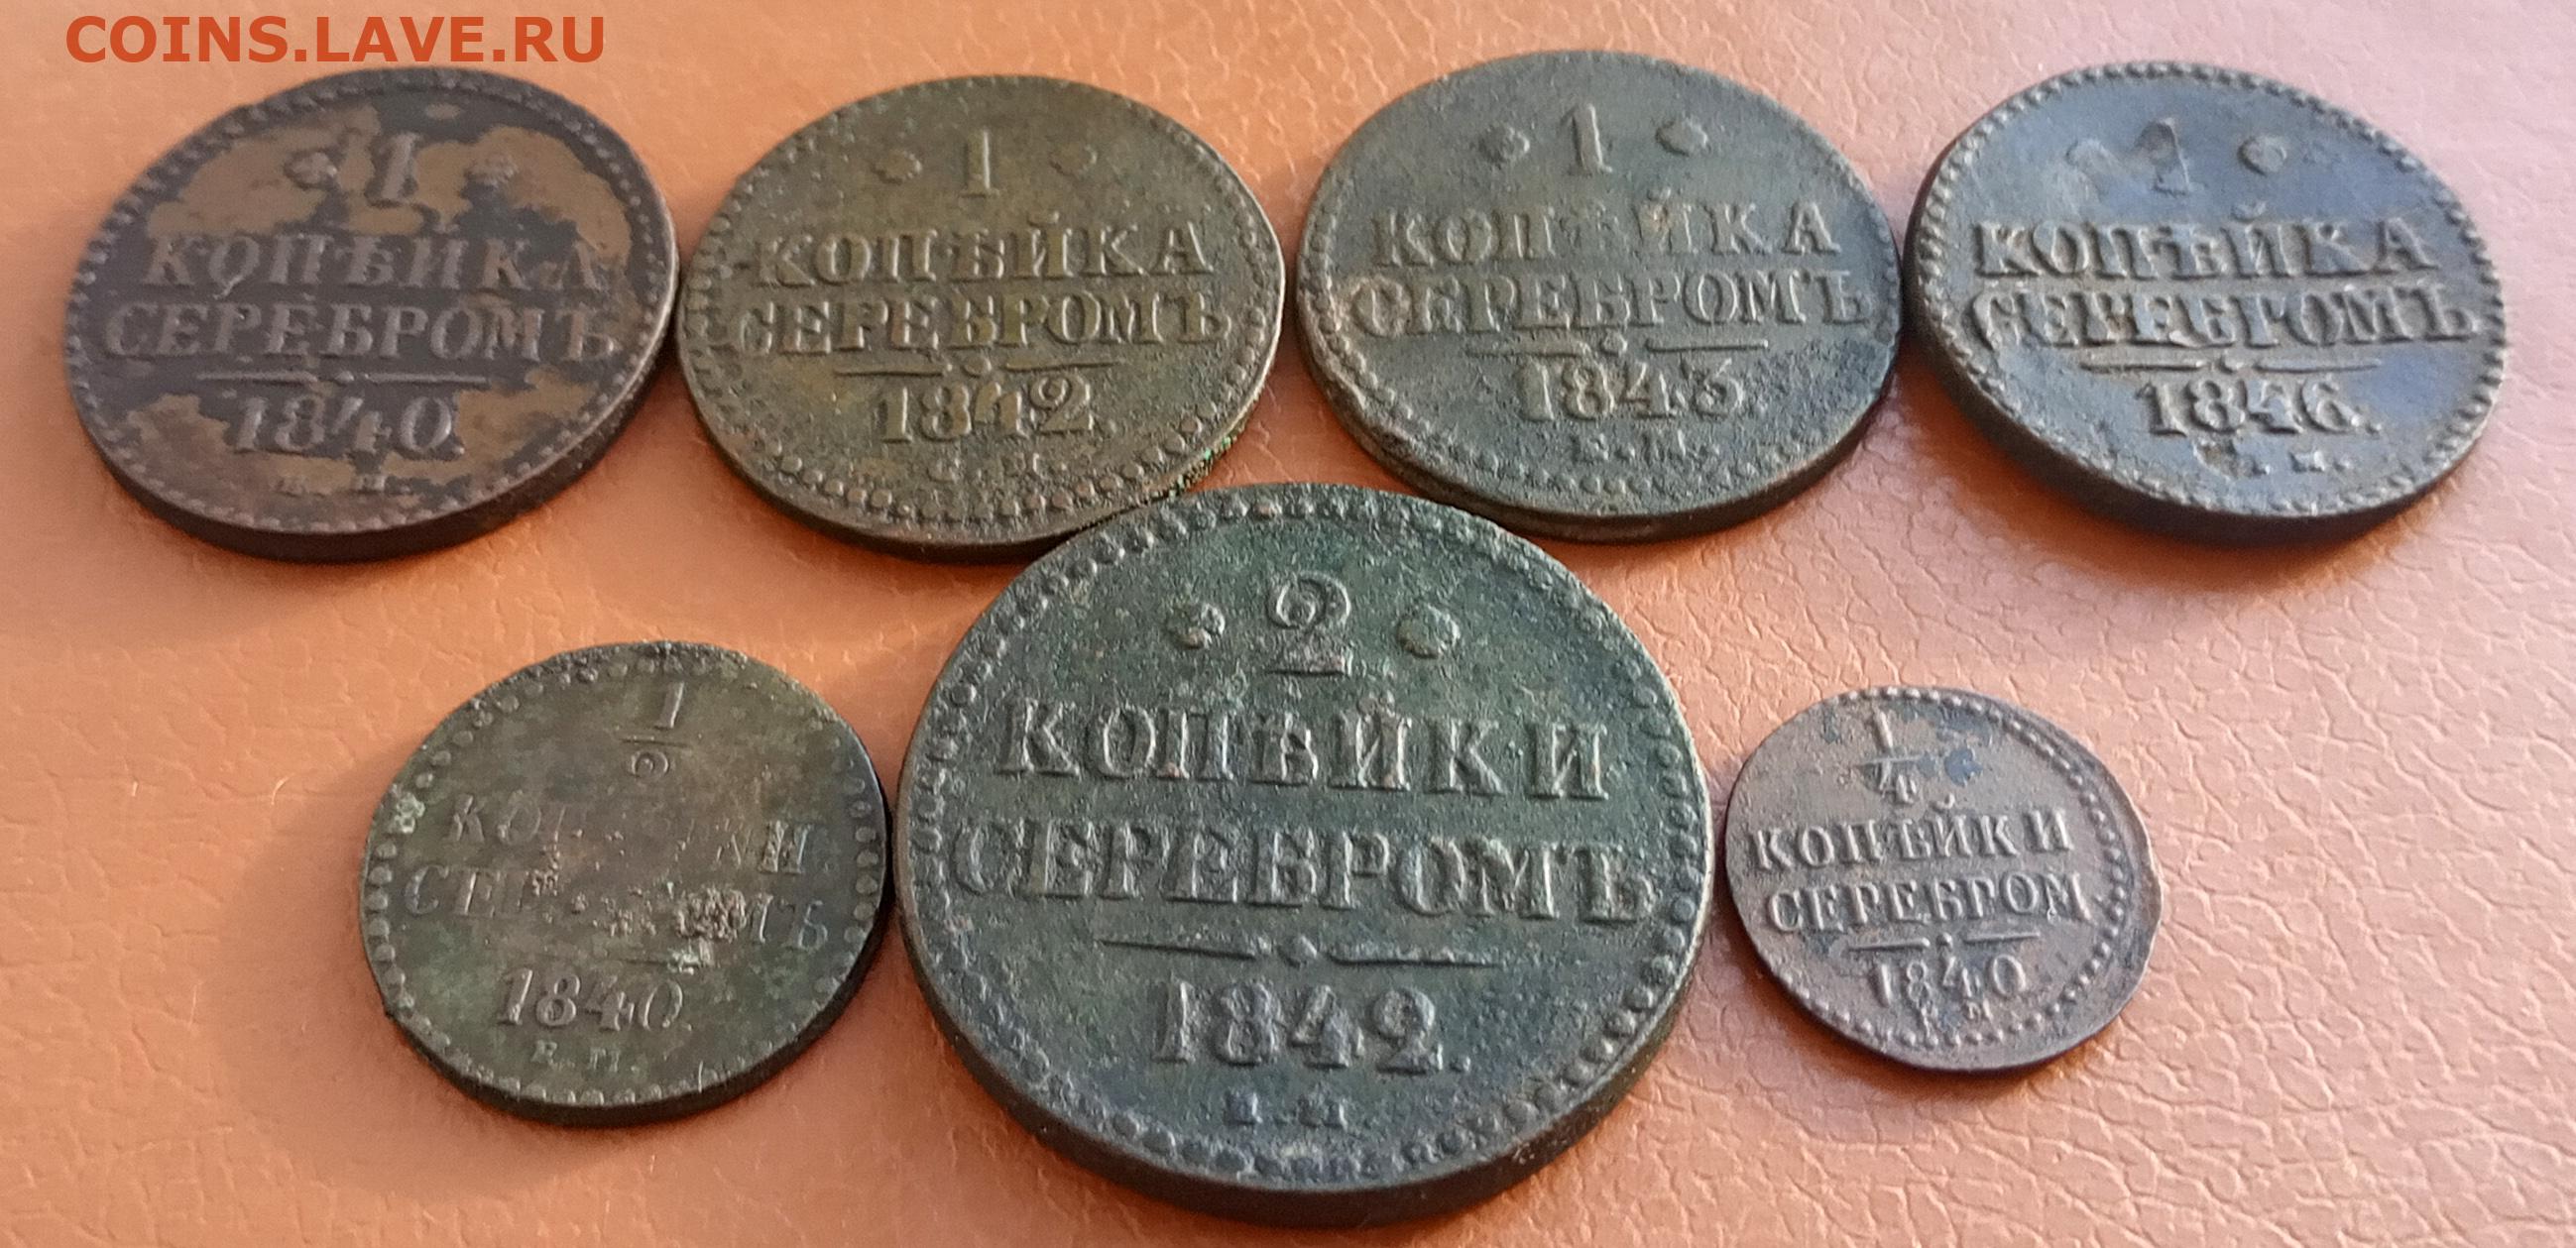 COINS.LAVE.RU
1
КОПѢЙКА
СЕРЕБРОМЪ
1840.
1
КОПѢЙКА
СЕРЕБРОМЪ
1842.
1
КОПѢЙКА
СЕРЕБРОМЪ
1843.
Е.М.
1
КОПѢЙКА
СЕРЕБРОМЪ
1846.
1/2
1840.
Е.М.
2
КОПѢЙКИ
СЕРЕБРОМЪ
1842.
1/4
КОПѢЙКИ
СЕРЕБРОМ
1840